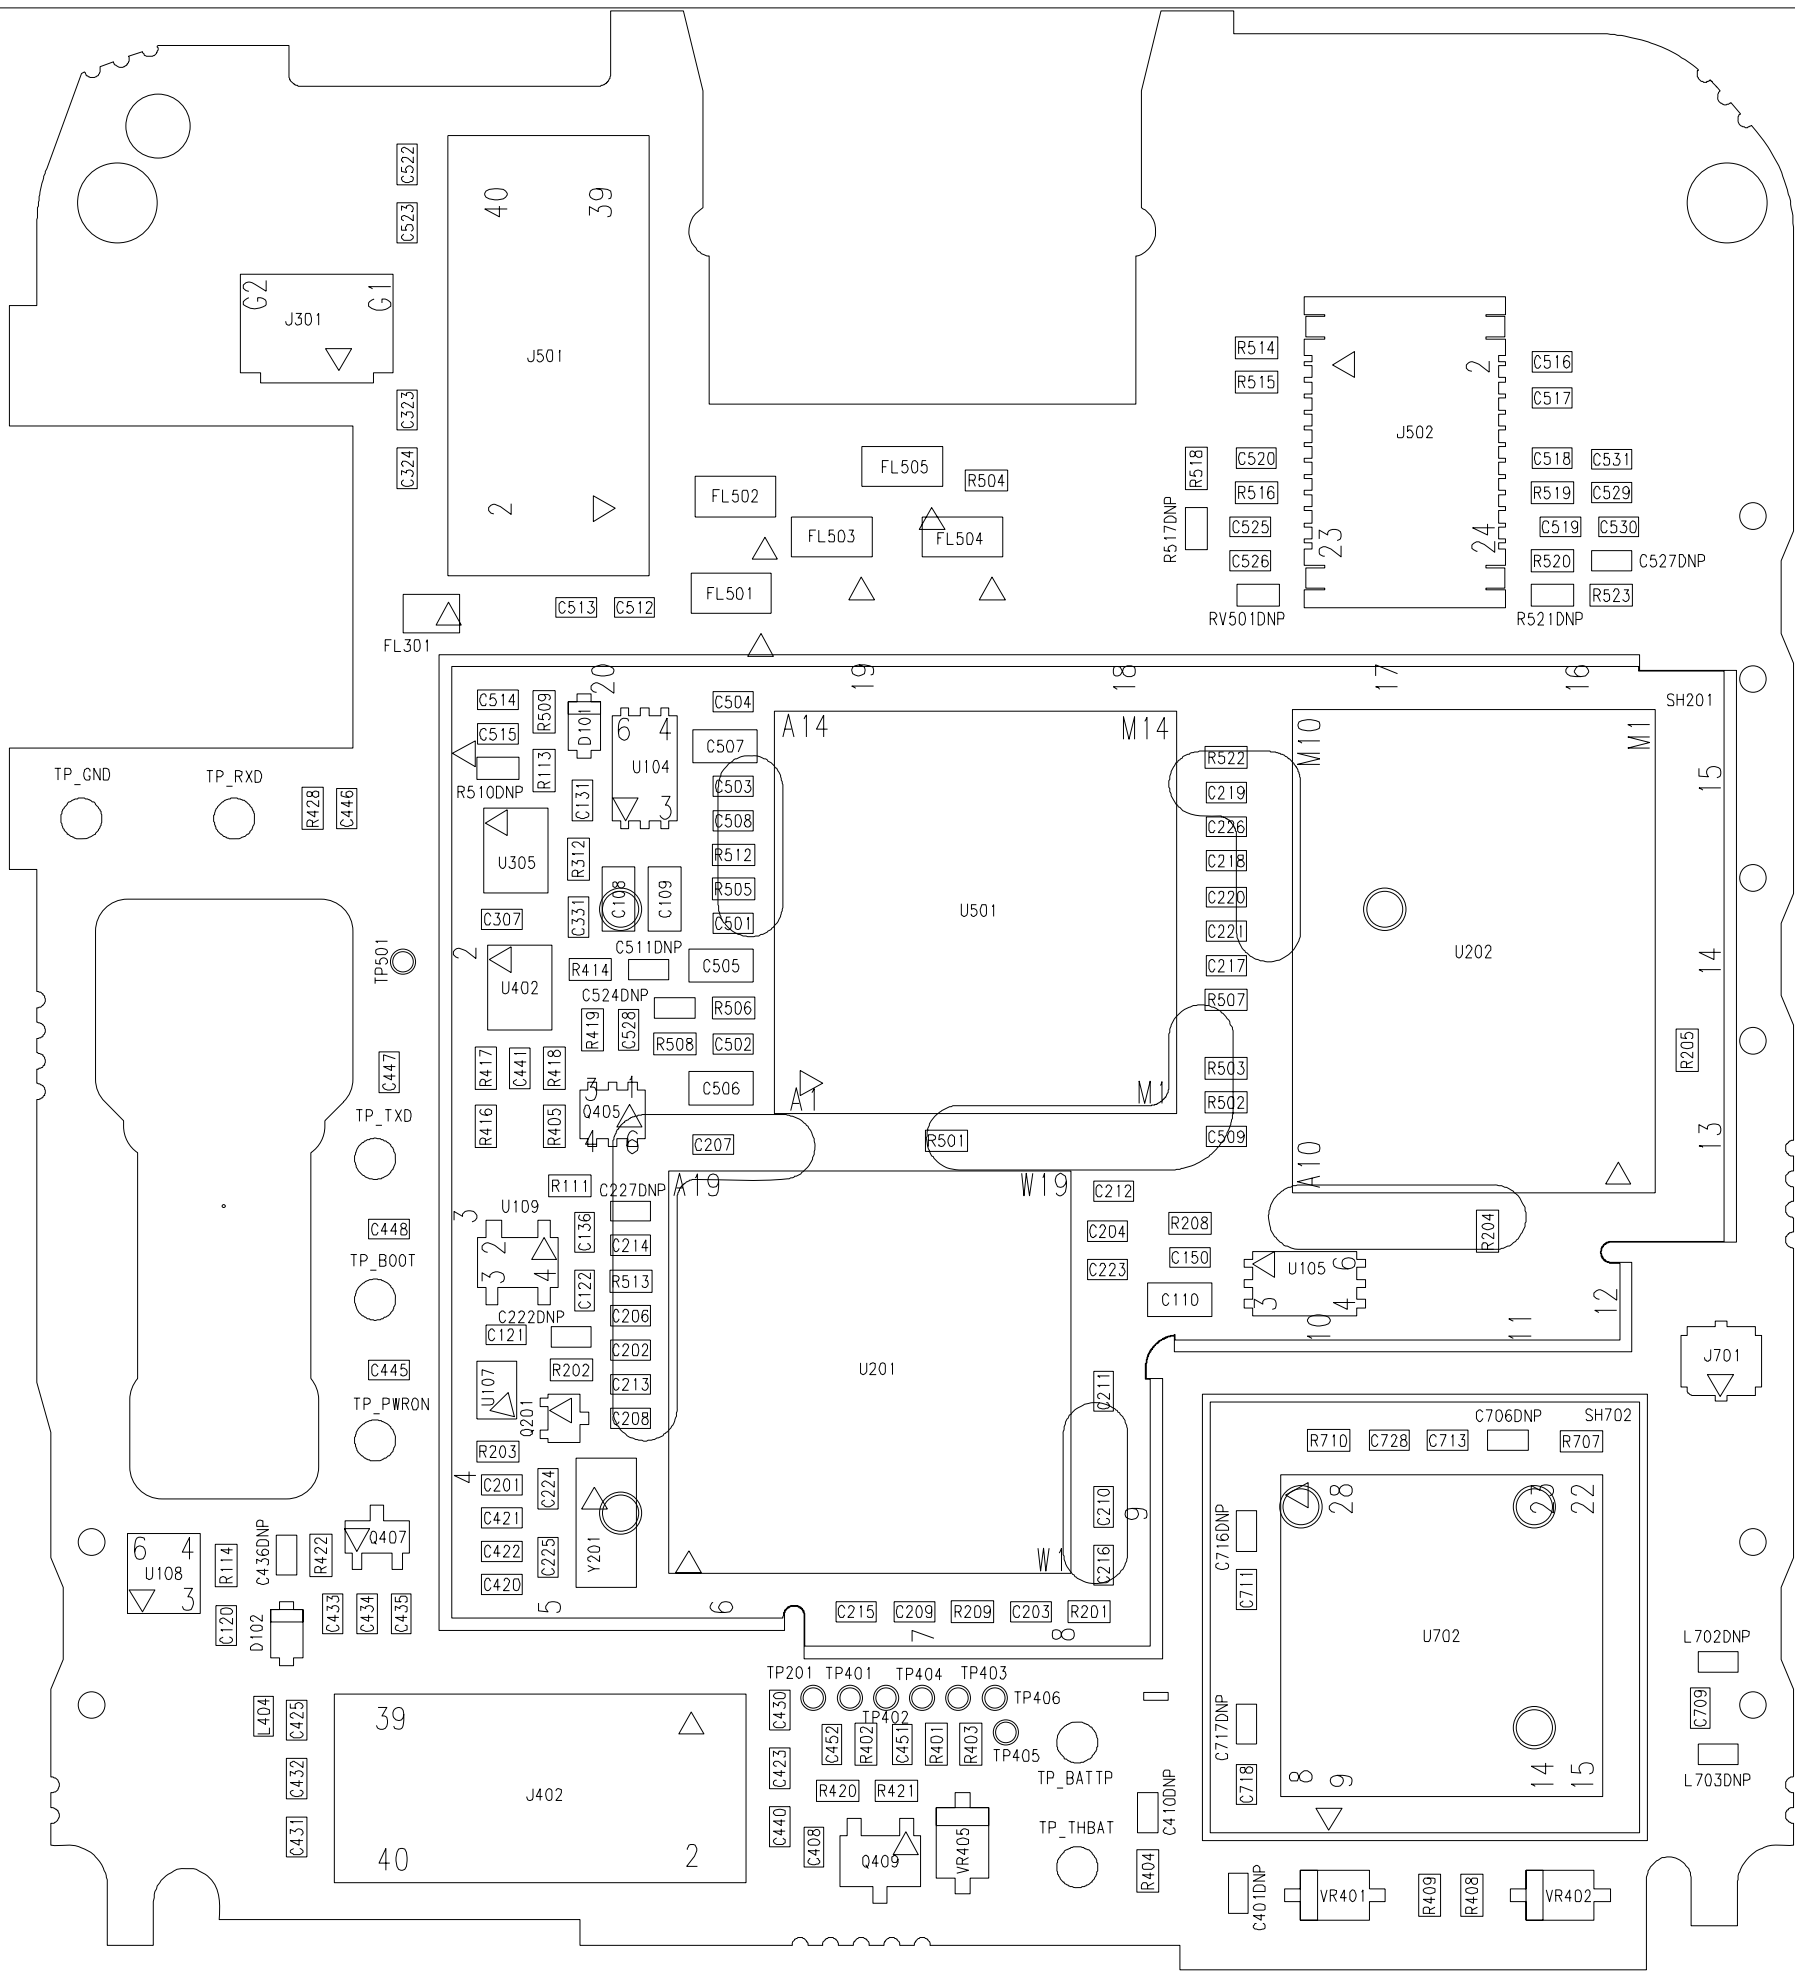 C522
40
39
C523
G2
G1
J301
J501
R514
2
C516
R515
C517
C323
J502
C324
FL505
R518
C520
C518
C531
R504
FL502
R516
R519
C529
2
R517DNP
FL503
FL504
C525
23
24
C519
C530
C526
R520
C527DNP
FL501
C513
C512
R523
FL301
RV501DNP
R521DNP
20
19
18
17
16
C514
R509
C504
SH201
D101
6
4
A14
M14
M10
M1
C515
C507
R522
TP_GND
TP_RXD
R113
U104
15
R510DNP
C503
C219
R428
C446
C131
3
C508
C226
U305
R312
R512
C218
R505
C220
C307
C331
C108
C109
C501
U501
C221
2
C511DNP
U202
14
TP501
R414
C505
C217
U402
C524DNP
R506
R507
R419
C528
R508
C502
R205
C447
R417
C441
R418
R503
3
1
C506
A1
M1
R502
TP_TXD
R416
R405
Q405
4
6
C207
R501
C509
13
A10
R111
C227DNP
A19
W19
C212
3
U109
C448
2
C136
C214
C204
R208
R204
TP_BOOT
3
4
C122
R513
C223
C150
U105
6
C110
3
4
12
C222DNP
C206
10
11
C121
C202
C445
R202
U201
J701
U107
C213
C211
TP_PWRON
Q201
C208
C706DNP
SH702
R203
R710
C728
C713
R707
4
C201
C224
C210
9
28
23
22
C421
Q407
C716DNP
6
4
U108
R114
C436DNP
R422
C422
C225
Y201
W1
C216
3
C420
C711
C120
D102
C433
C434
C435
5
6
C215
C209
R209
C203
R201
7
8
U702
L702DNP
TP201
TP401
TP404
TP403
TP406
L404
C425
39
C430
TP402
C709
C452
R402
C451
R401
R403
TP405
C717DNP
C432
C423
TP_BATTP
C718
8
9
14
15
L703DNP
J402
R420
R421
C410DNP
C431
C440
TP_THBAT
40
2
C408
Q409
VR405
R404
C401DNP
VR401
R409
R408
VR402